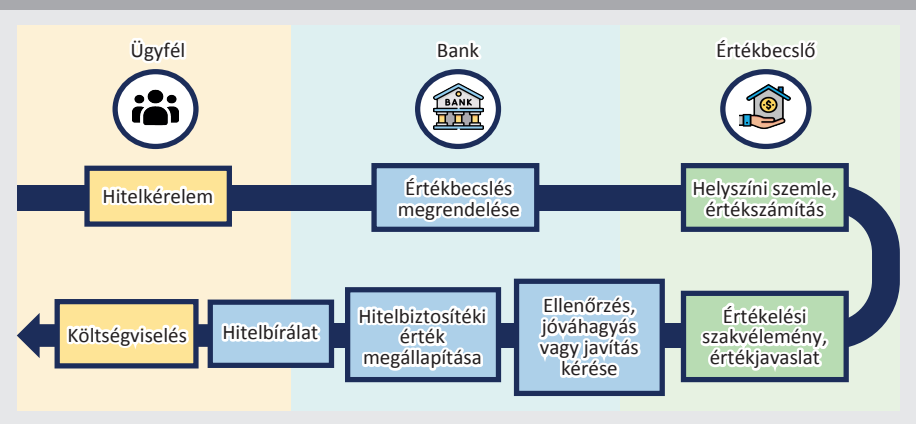 Ügyfél
Bank
Értékbecslő
BANK
Hitelkérelem
Értékbecslés
megrendelése
Helyszíni szemle,
értékszámítás
Költségviselés
Hitelbírálat
Hitelbiztosítéki
érték
megállapítása
Ellenőrzés,
jóváhagyás
vagy javítás
kérése
Értékelési
szakvélemény,
értékjavaslat